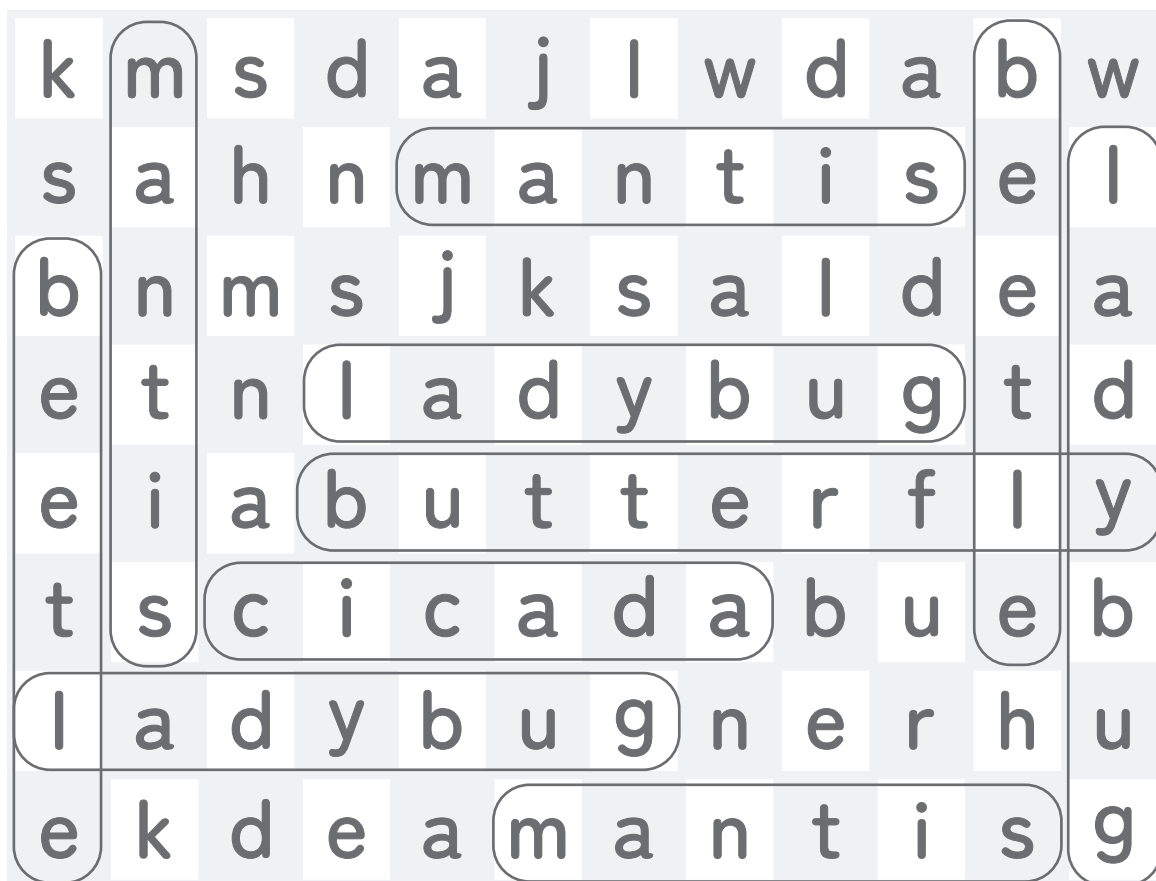 k m s d a j l w d a b w
s a h n m a n t i s e l
b n m s j k s a l d e a
e t n l a d y b u g t d
e i a b u t t e r f l y
t s c i c a d a b u e b
l a d y b u g n e r h u
e k d e a m a n t i s g